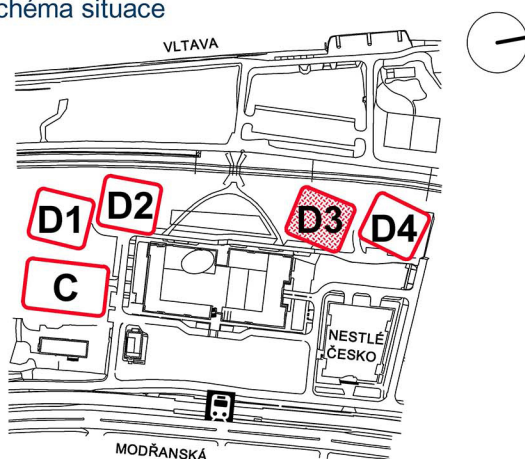 chéma situace
VLTAVA
D1
D2
D3
D4
C
NESTLÉ
ČESKO
MODŘANSKÁ